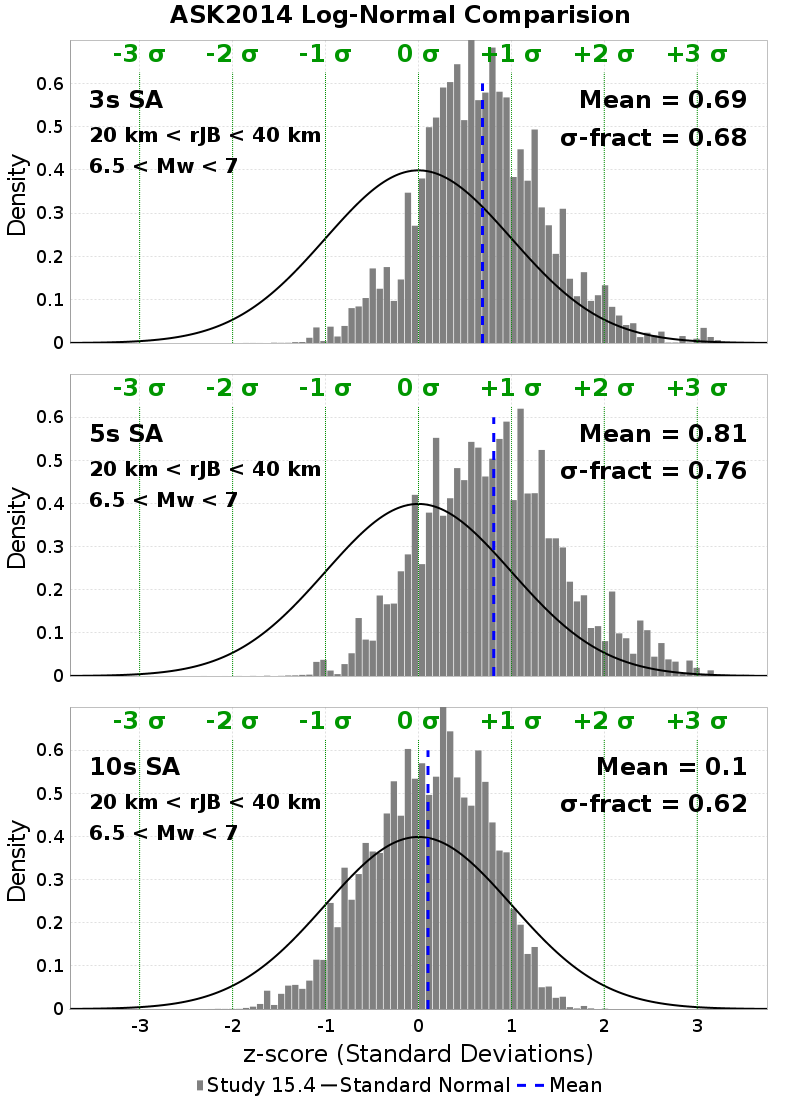 ASK2014 Log-Normal Comparision
-3 σ -2 σ -1 σ 0 σ +1 σ +2 σ +3 σ
3s SA
Mean = 0.69
20 km < rJB < 40 km
σ-fract = 0.68
6.5 < Mw < 7
Density
0.6
0.5
0.4
0.3
0.2
0.1
0
-3 σ -2 σ -1 σ 0 σ +1 σ +2 σ +3 σ
5s SA
Mean = 0.81
20 km < rJB < 40 km
σ-fract = 0.76
6.5 < Mw < 7
Density
0.6
0.5
0.4
0.3
0.2
0.1
0
-3 σ -2 σ -1 σ 0 σ +1 σ +2 σ +3 σ
10s SA
Mean = 0.1
20 km < rJB < 40 km
σ-fract = 0.62
6.5 < Mw < 7
Density
0.6
0.5
0.4
0.3
0.2
0.1
0
-3 -2 -1 0 1 2 3
z-score (Standard Deviations)
Study 15.4 Standard Normal Mean